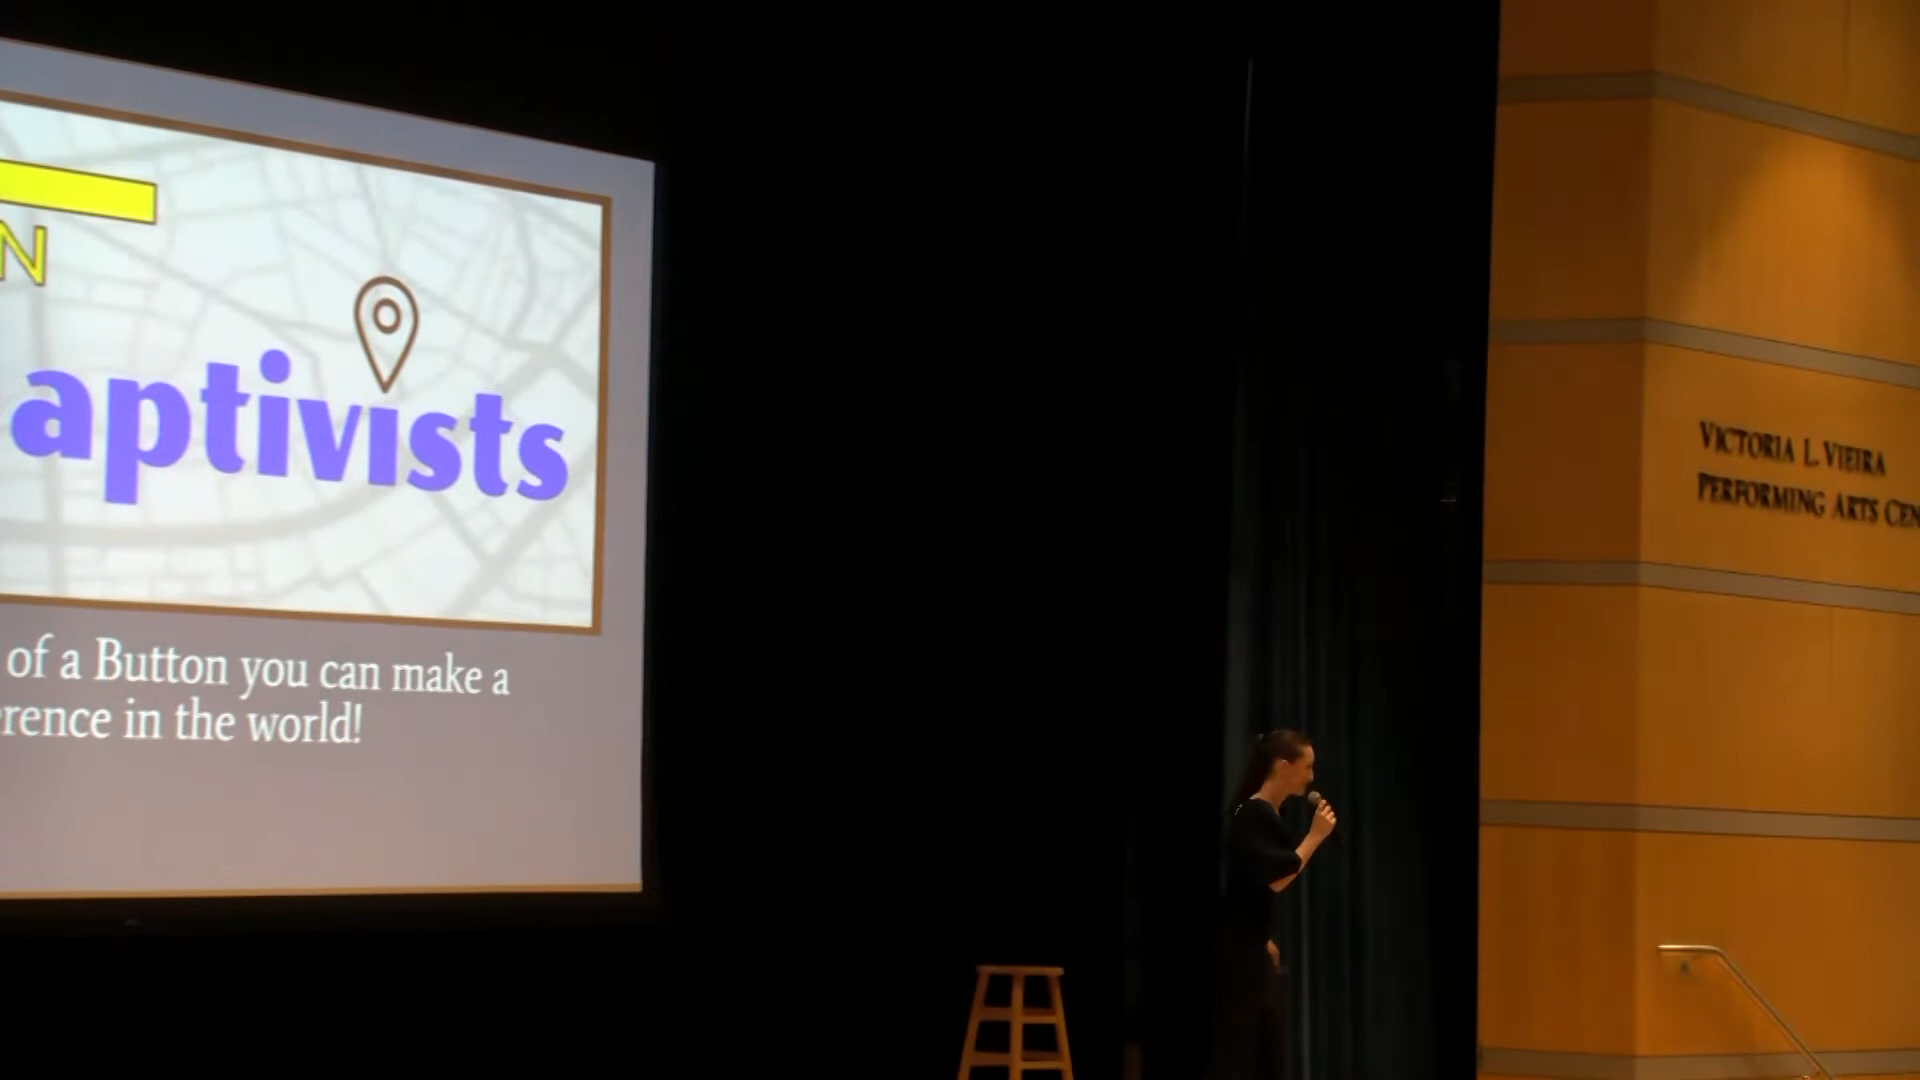 N
aptivists
of a Button you can make a
erence in the world!
VICTORIA L. VIEIRA
PERFORMING ARTS CEN